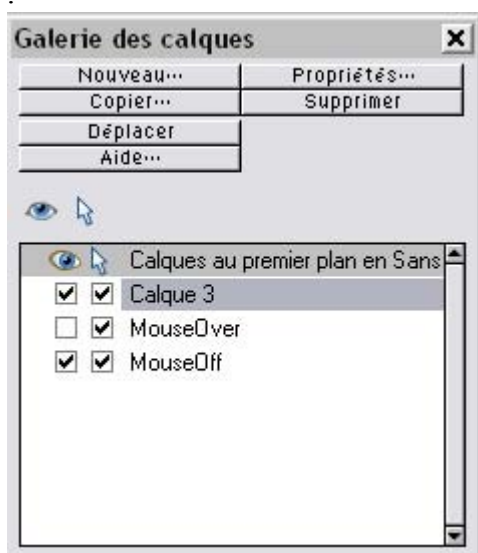 :
Galerie des calques
Nouveau... Propriétés...
Copier... Supprimer
Déplacer
Aide...
Calques au premier plan en Sans
Calque 3
MouseOver
MouseOff